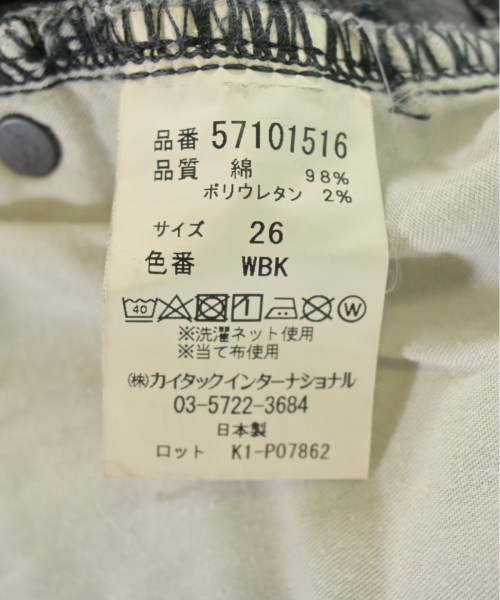 品番 57101516
品質 綿 98%
ポリウレタン 2%
サイズ 26
色番 WBK
40 1 W
※洗濯ネット使用
※当て布使用
㈱カイタックインターナショナル
03-5722-3684
日本製
ロット K1-P07862